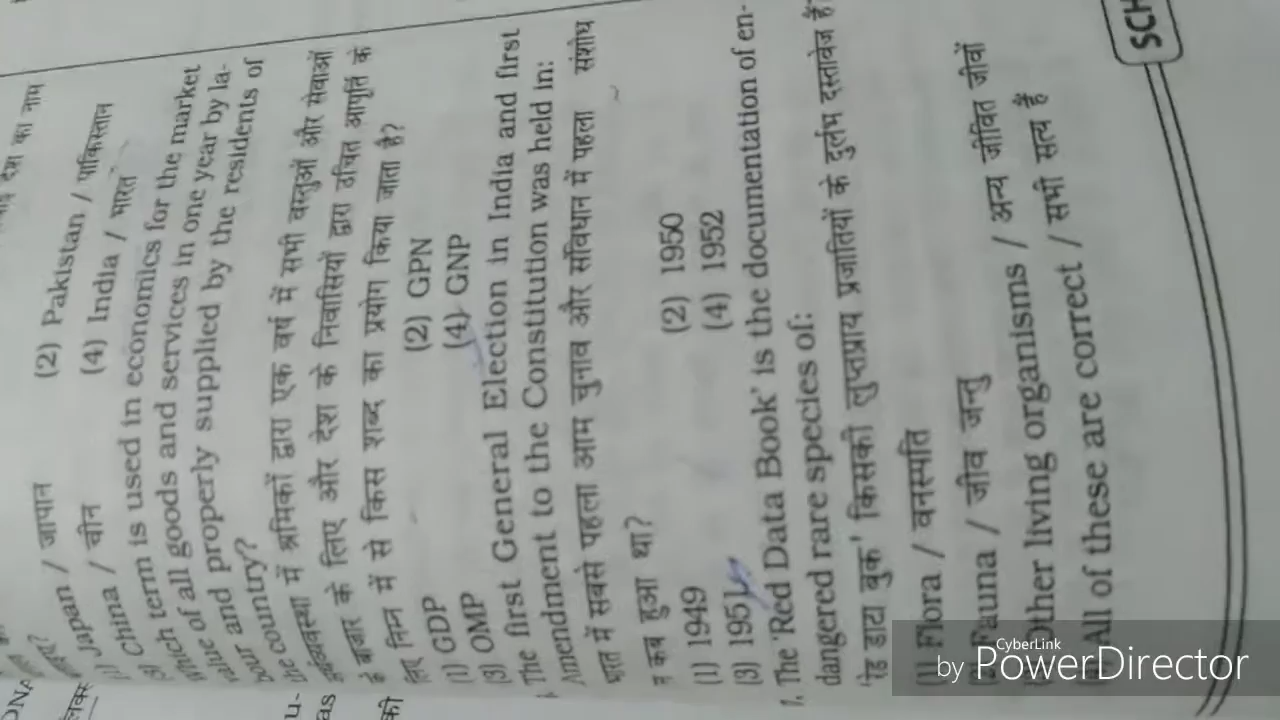 देश का नाम
Japan / जापान
(2) Pakistan / पाकिस्तान
China / चीन
(4) India / भारत
Which term is used in economics for the market
value of all goods and services in one year by la-
and properly supplied by the residents of
country?
में श्रमिकों द्वारा एक वर्ष में सभी वस्तुओं और सेवाओं
के बाजार के लिए और देश के निवासियों द्वारा उचित आपूर्ति के
लिए निम्न में से किस शब्द का प्रयोग किया जाता है?
(1) GDP
(2) GPN
(3) OMP
(4) GNP
The first General Election in India and first
Amendment to the Constitution was held in:
भारत में सबसे पहला आम चुनाव और संविधान में पहला संशोध
न कब हुआ था?
(1) 1949
(2) 1950
(3) 1951
(4) 1952
The 'Red Data Book' is the documentation of en-
dangered rare species of:
'रेड डाटा बुक' किसकी लुप्तप्राय प्रजातियों के दुर्लभ दस्तावेज हैं?
(1) Flora / वनस्पति
Fauna / जीव जन्तु
Other living organisms / अन्य जीवित जीवों
All of these are correct / सभी सत्य हैं
SCH
की
CyberLink
by PowerDirector